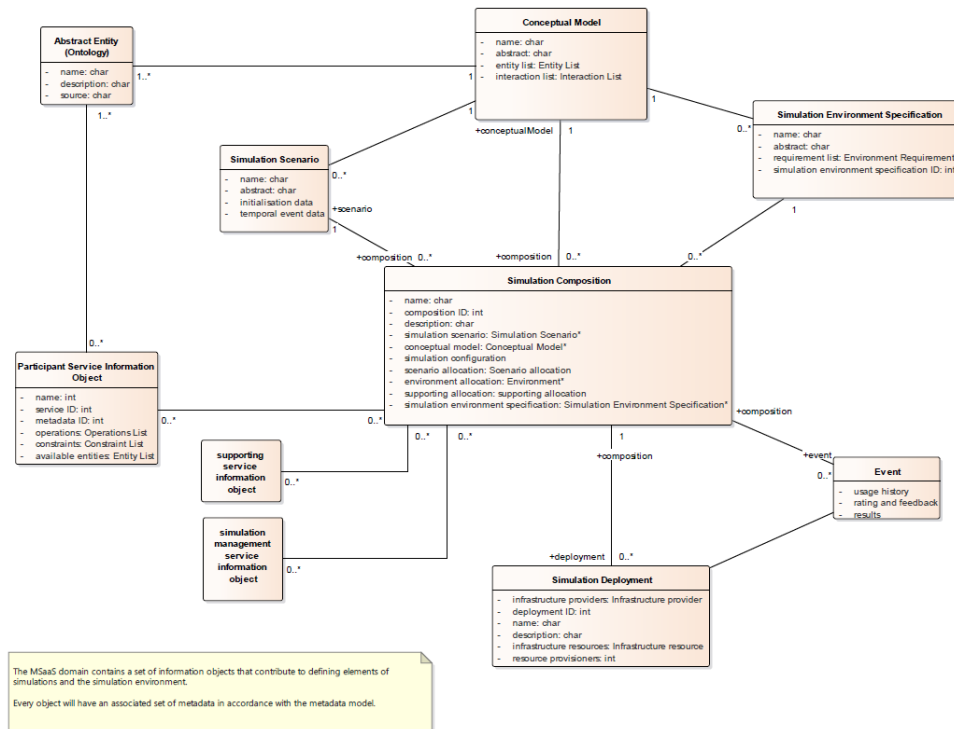 Conceptual Model
- name: char
- abstract: char
- entity list: Entity List
- interaction list: Interaction List
Abstract Entity
(Ontology)
- name: char
- description: char
- source: char
1..*
1
1..*
1
1
+conceptualModel
1
0..*
Simulation Environment Specification
- name: char
- abstract: char
- requirement list: Environment Requirement
- simulation environment specification ID: int
Simulation Scenario
- name: char
- abstract: char
- initialisation data
- temporal event data
0..*
+scenario
1
1
+composition
0..*
+composition
0..*
0..*
Simulation Composition
- name: char
- composition ID: int
- description: char
- simulation scenario: Simulation Scenario*
- conceptual model: Conceptual Model*
- simulation configuration
- scenario allocation: Scenario allocation
- environment allocation: Environment*
- supporting allocation: supporting allocation
- simulation environment specification: Simulation Environment Specification*
0..*
Participant Service Information
Object
- name: int
- service ID: int
- metadata ID: int
- operations: Operations List
- constraints: Constraint List
- available entities: Entity List
0..*
0..*
0..*
0..*
1
+composition
+composition
+event
0..*
supporting
service
information
object
0..*
Event
- usage history
- rating and feedback
- results
simulation
management
service
information
object
0..*
+deployment
0..*
Simulation Deployment
- infrastructure providers: Infrastructure provider
- deployment ID: int
- name: char
- description: char
- infrastructure resources: Infrastructure resource
- resource provisioners: int
The MSaaS domain contains a set of information objects that contribute to defining elements of
simulations and the simulation environment.
Every object will have an associated set of metadata in accordance with the metadata model.